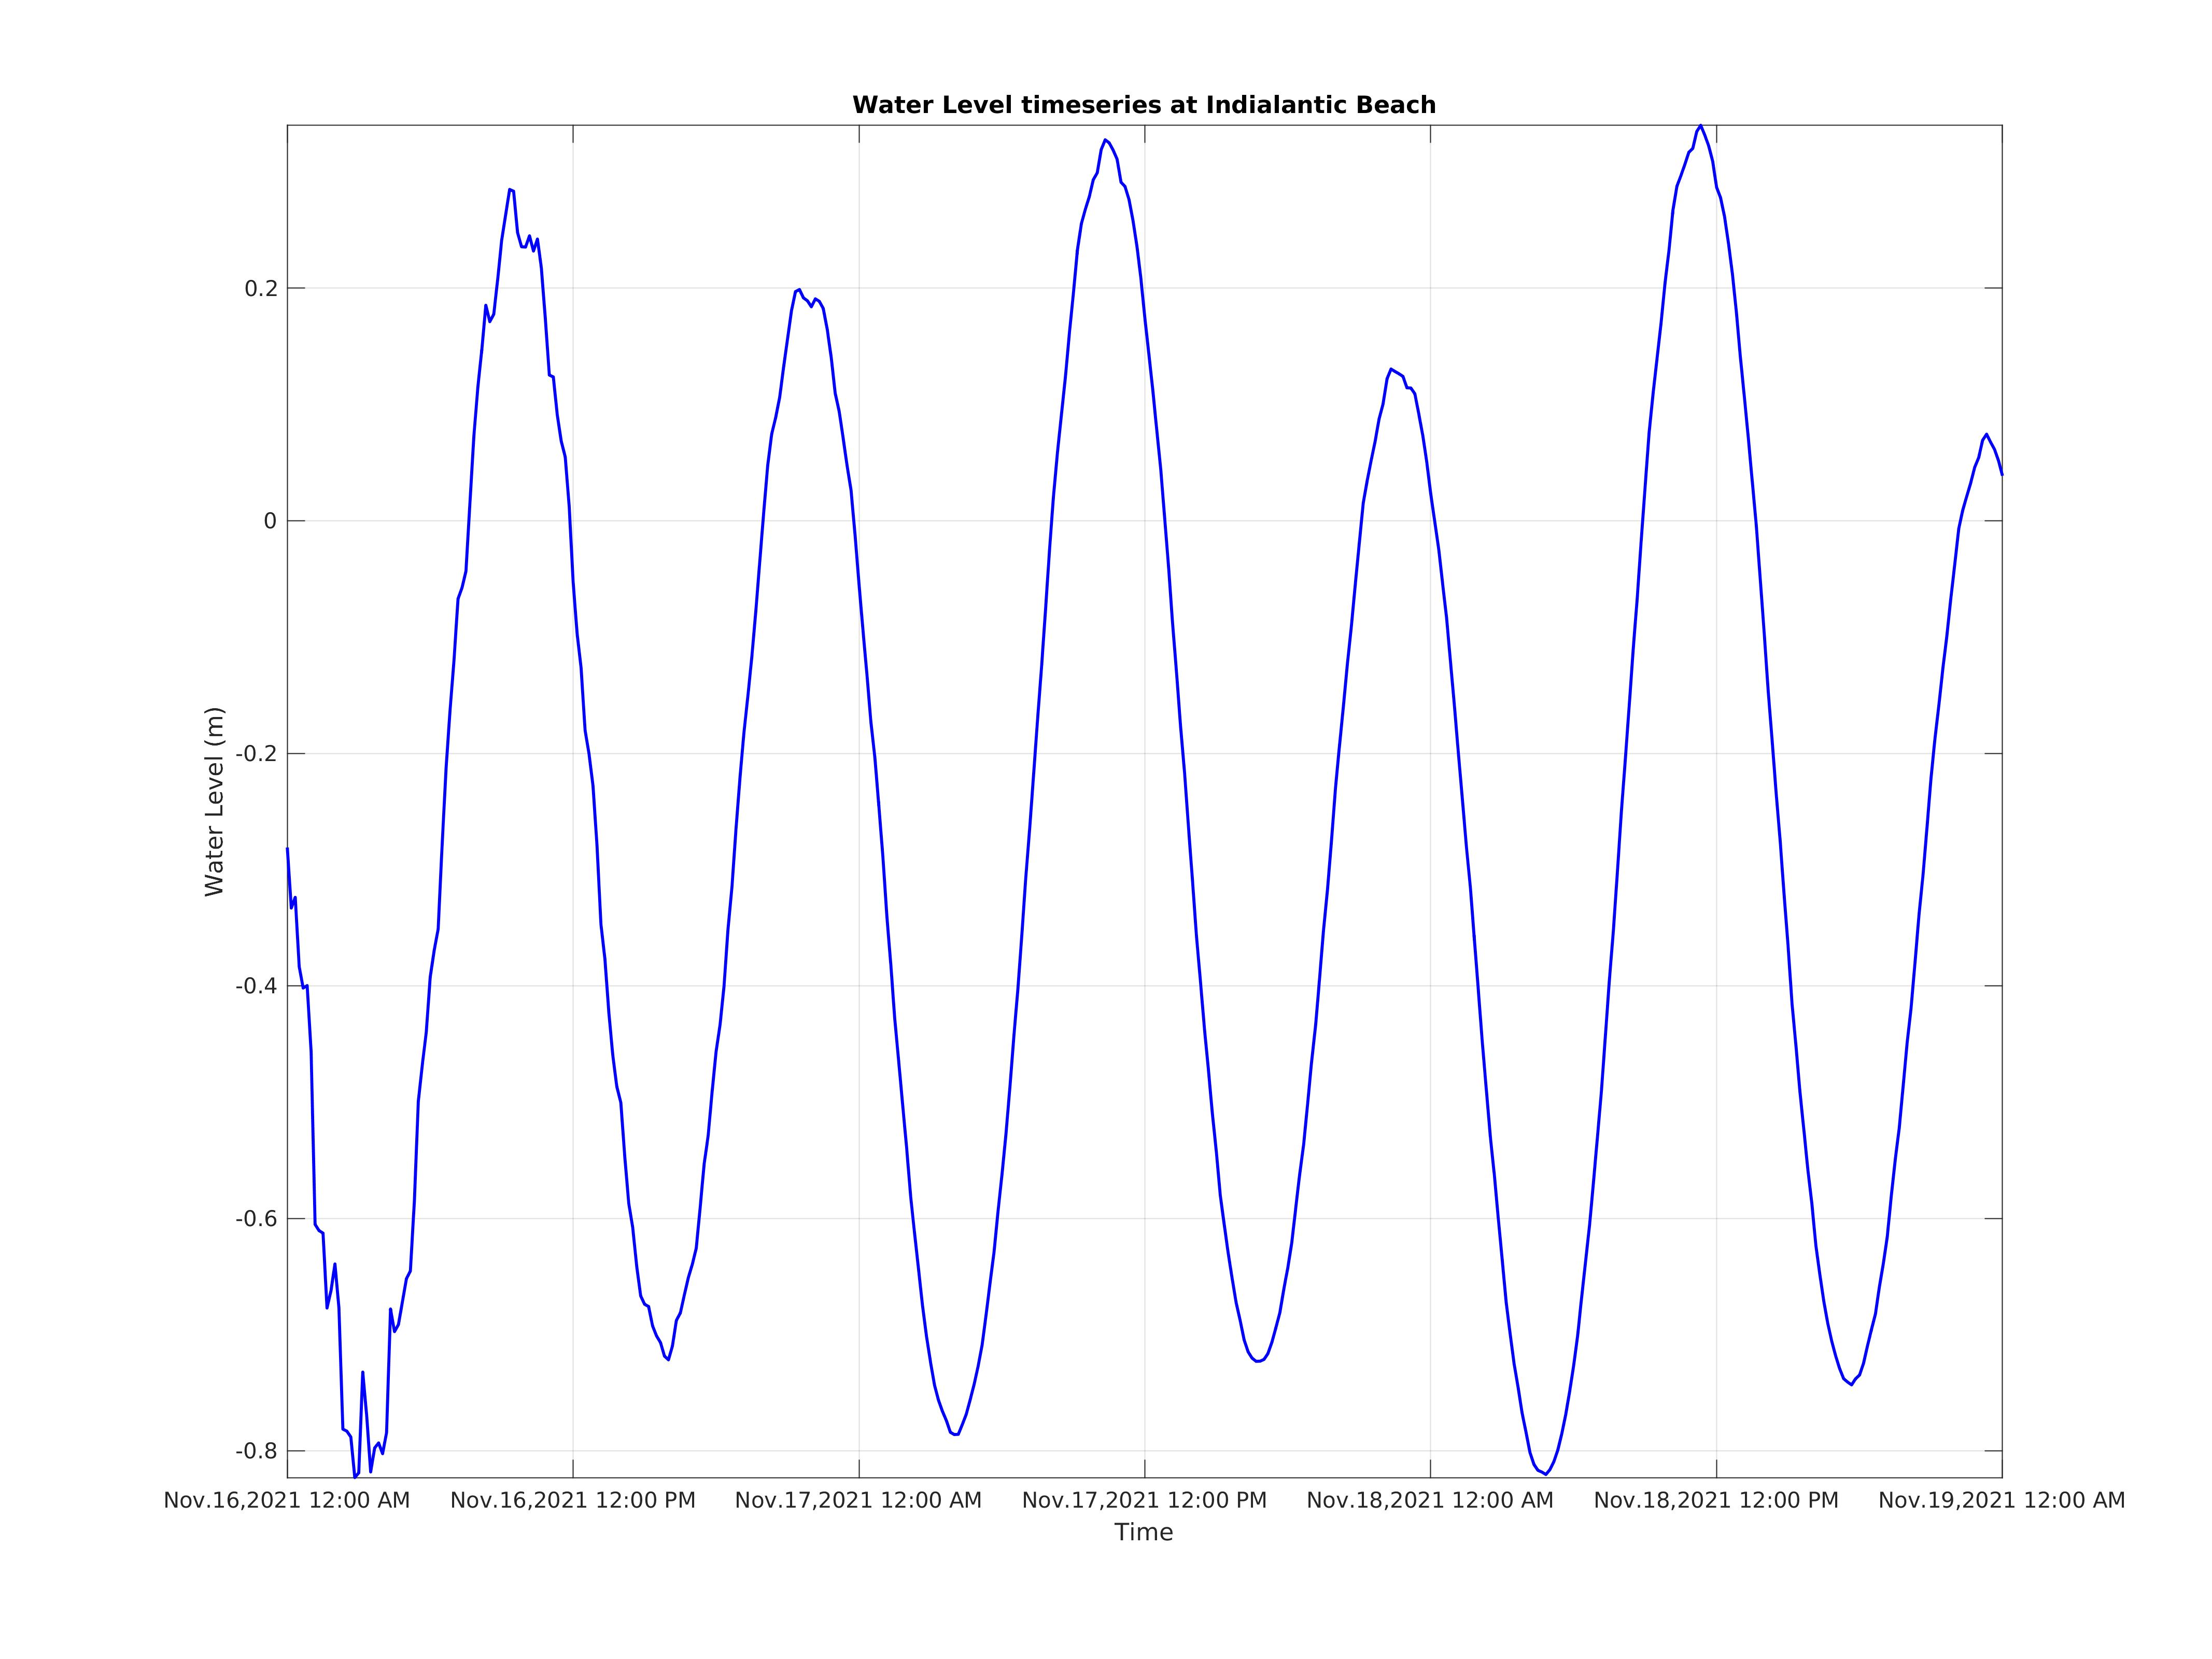 Water Level timeseries at Indialantic Beach
0.2
0
-0.2
-0.4
-0.6
-0.8
Water Level (m)
Nov.16,2021 12:00 AM
Nov.16,2021 12:00 PM
Nov.17,2021 12:00 AM
Nov.17,2021 12:00 PM
Nov.18,2021 12:00 AM
Nov.18,2021 12:00 PM
Nov.19,2021 12:00 AM
Time